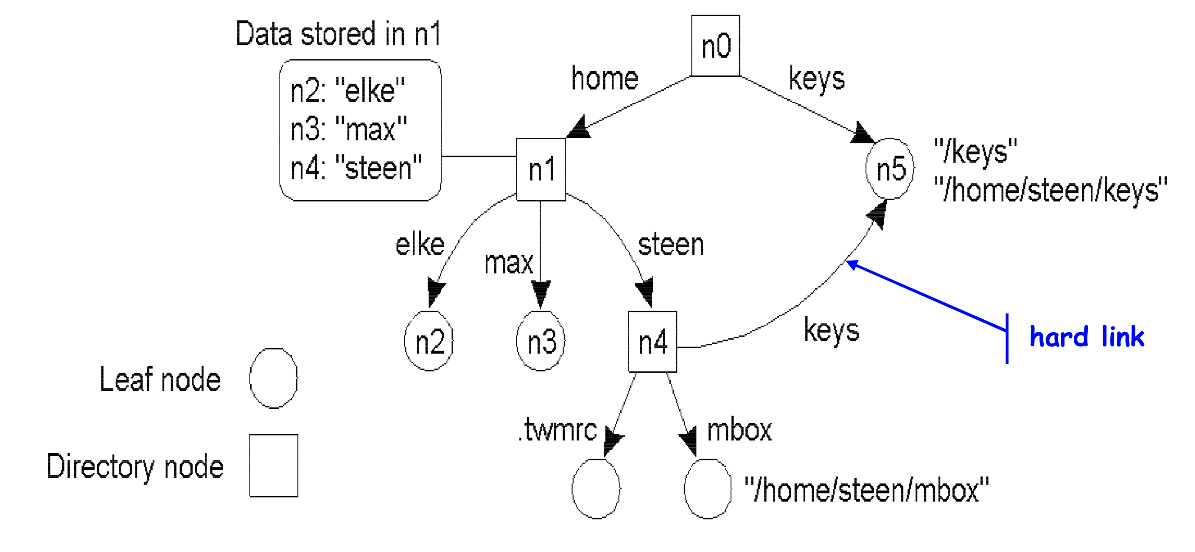 Data stored in n1
n0
home
keys
n2: "elke"
n3: "max"
n4: "steen"
n1
n5
"/keys"
"/home/steen/keys"
elke
max
steen
n2
n3
n4
keys
hard link
Leaf node
.twmrc
mbox
Directory node
"/home/steen/mbox"